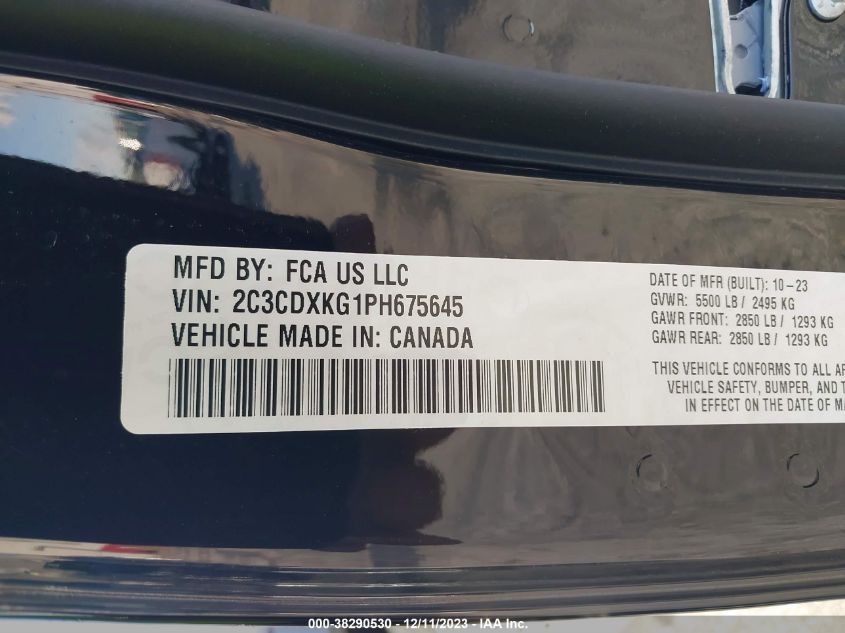 MFD BY: FCA US LLC
VIN: 2C3CDXKG1PH675645
VEHICLE MADE IN: CANADA
DATE OF MFR (BUILT): 10-23
GVWR: 5500 LB / 2495 KG
GAWR FRONT: 2850 LB / 1293 KG
GAWR REAR: 2850 LB / 1293 KG
THIS VEHICLE CONFORMS TO ALL
VEHICLE SAFETY, BUMPER, AND
IN EFFECT ON THE DATE OF
000-38290530 - 12/11/2023 - IAA Inc.